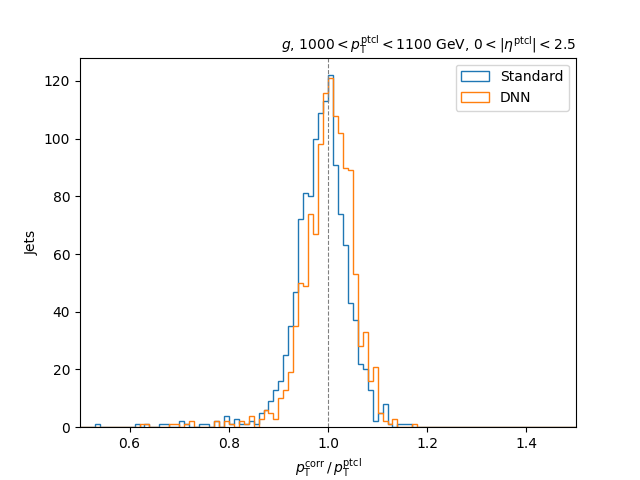 g, 1000 < p_T^ptcl < 1100 GeV, 0 < |η^ptcl| < 2.5
Standard
DNN
Jets
120
100
80
60
40
20
0
0.6 0.8 1.0 1.2 1.4
p_T^corr / p_T^ptcl